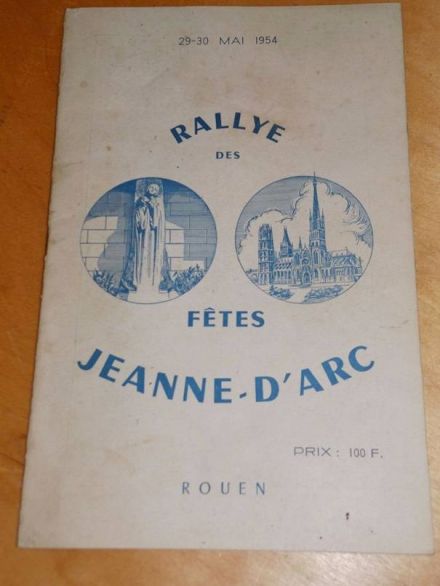 29-30 MAI 1954
RALLYE
DES
FÊTES
JEANNE-D'ARC
PRIX : 100 F.
ROUEN